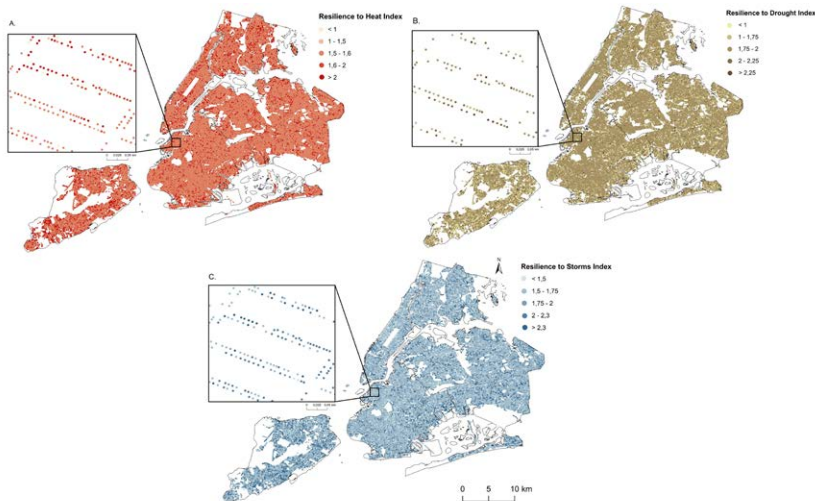 A.
Resilience to Heat Index
< 1
1 - 1,5
1,5 - 1,6
1,6 - 2
> 2
B.
Resilience to Drought Index
< 1
1 - 1,75
1,75 - 2
2 - 2,25
> 2,25
C.
N
Resilience to Storms Index
< 1,5
1,5 - 1,75
1,75 - 2
2 - 2,3
> 2,3
0 5 10 km